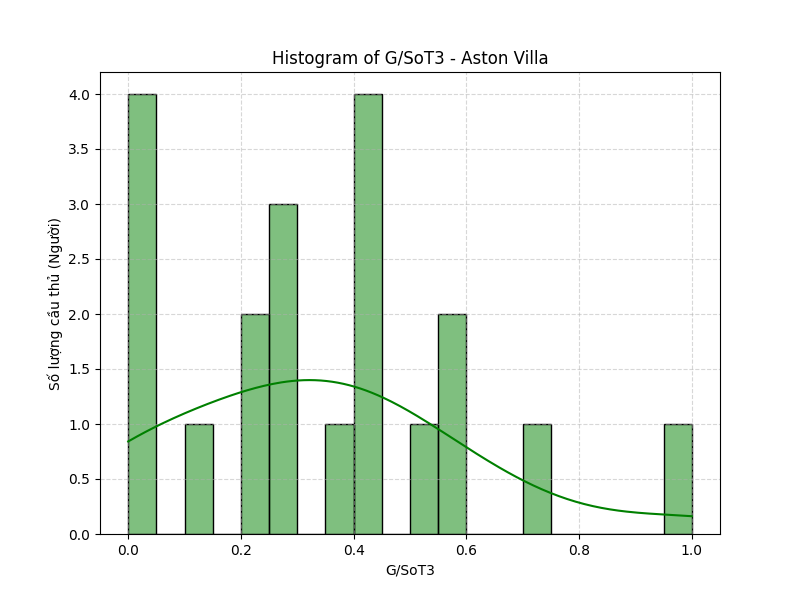 Histogram of G/SoT3 - Aston Villa
4.0
3.5
3.0
2.5
2.0
1.5
1.0
0.5
0.0
Số lượng cầu thủ (Người)
0.0 0.2 0.4 0.6 0.8 1.0
G/SoT3